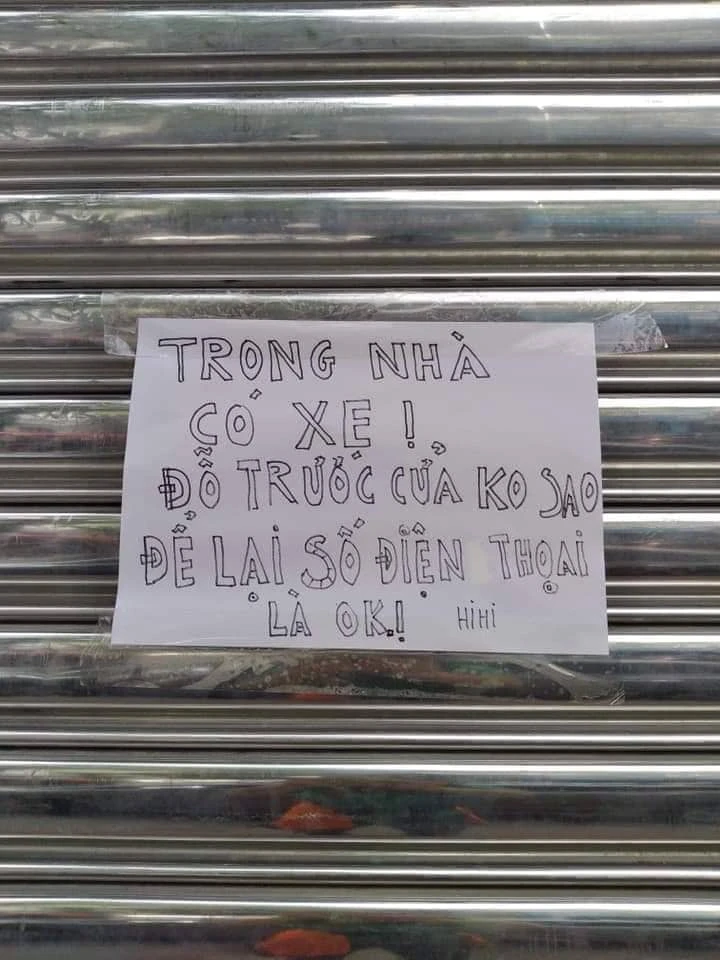 TRONG NHÀ
CÓ XE!
ĐỖ TRƯỚC CỬA KO SAO
ĐỂ LẠI SỐ ĐIỆN THOẠI
LÀ OK! HiHi